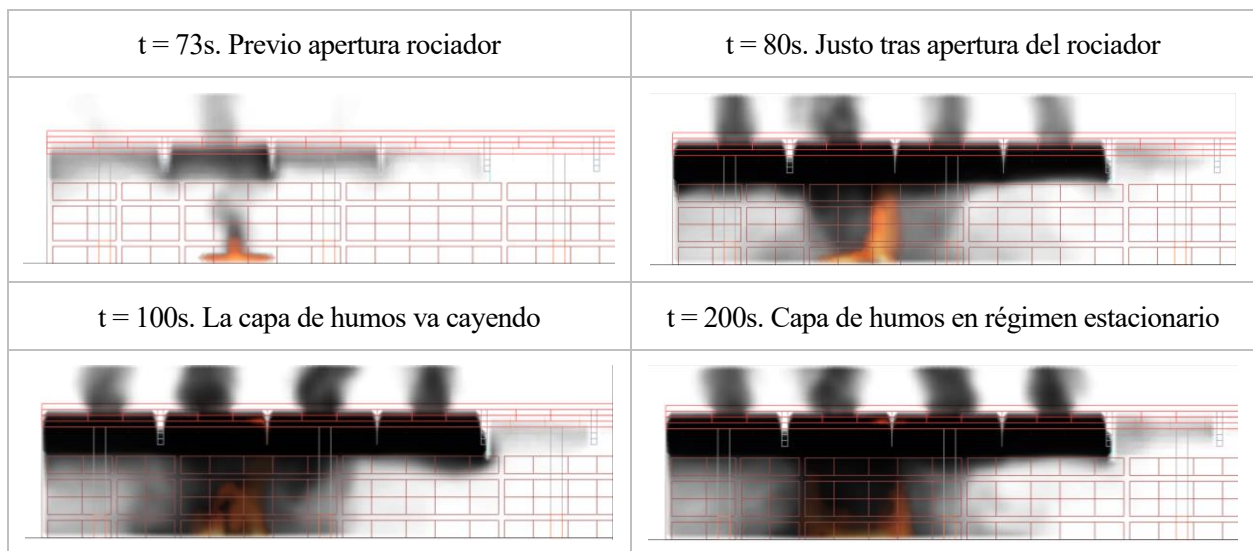 t = 73s. Previo apertura rociador
t = 80s. Justo tras apertura del rociador
t = 100s. La capa de humos va cayendo
t = 200s. Capa de humos en régimen estacionario